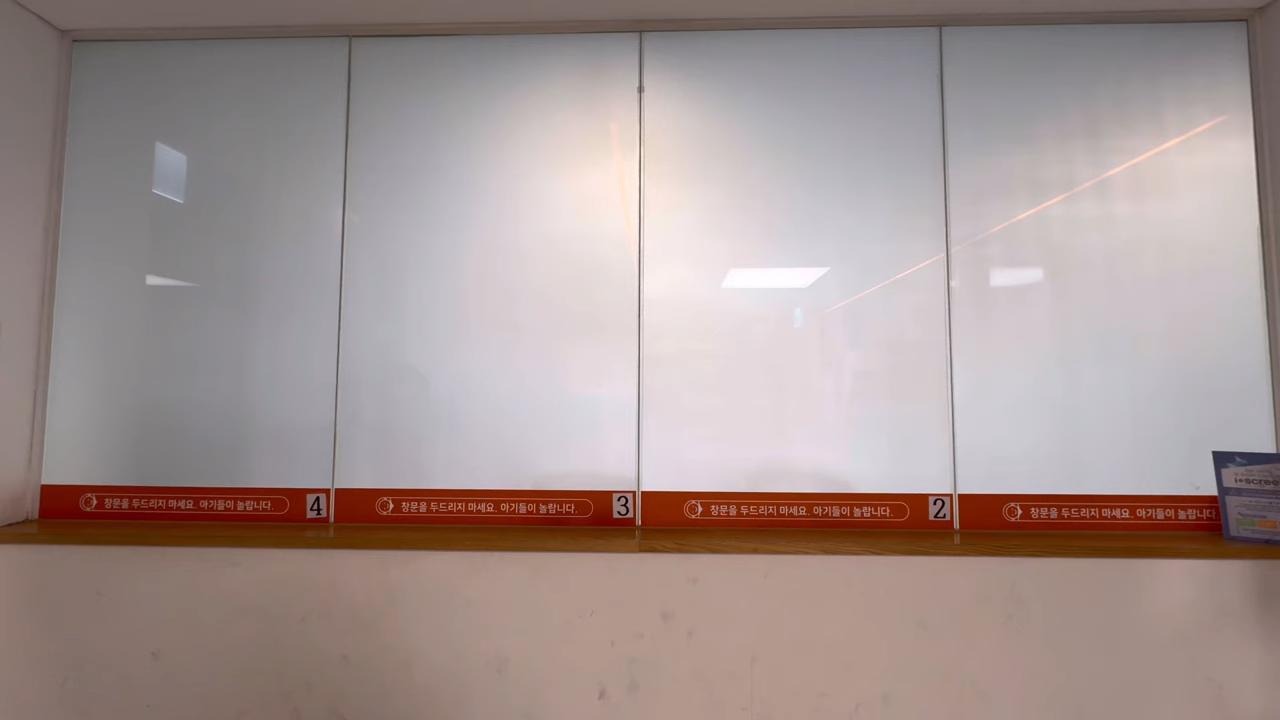 창문을 두드리지 마세요. 아기들이 놀랍니다.
4
창문을 두드리지 마세요. 아기들이 놀랍니다.
3
창문을 두드리지 마세요. 아기들이 놀랍니다.
2
창문을 두드리지 마세요. 아기들이 놀랍니다
i-scree